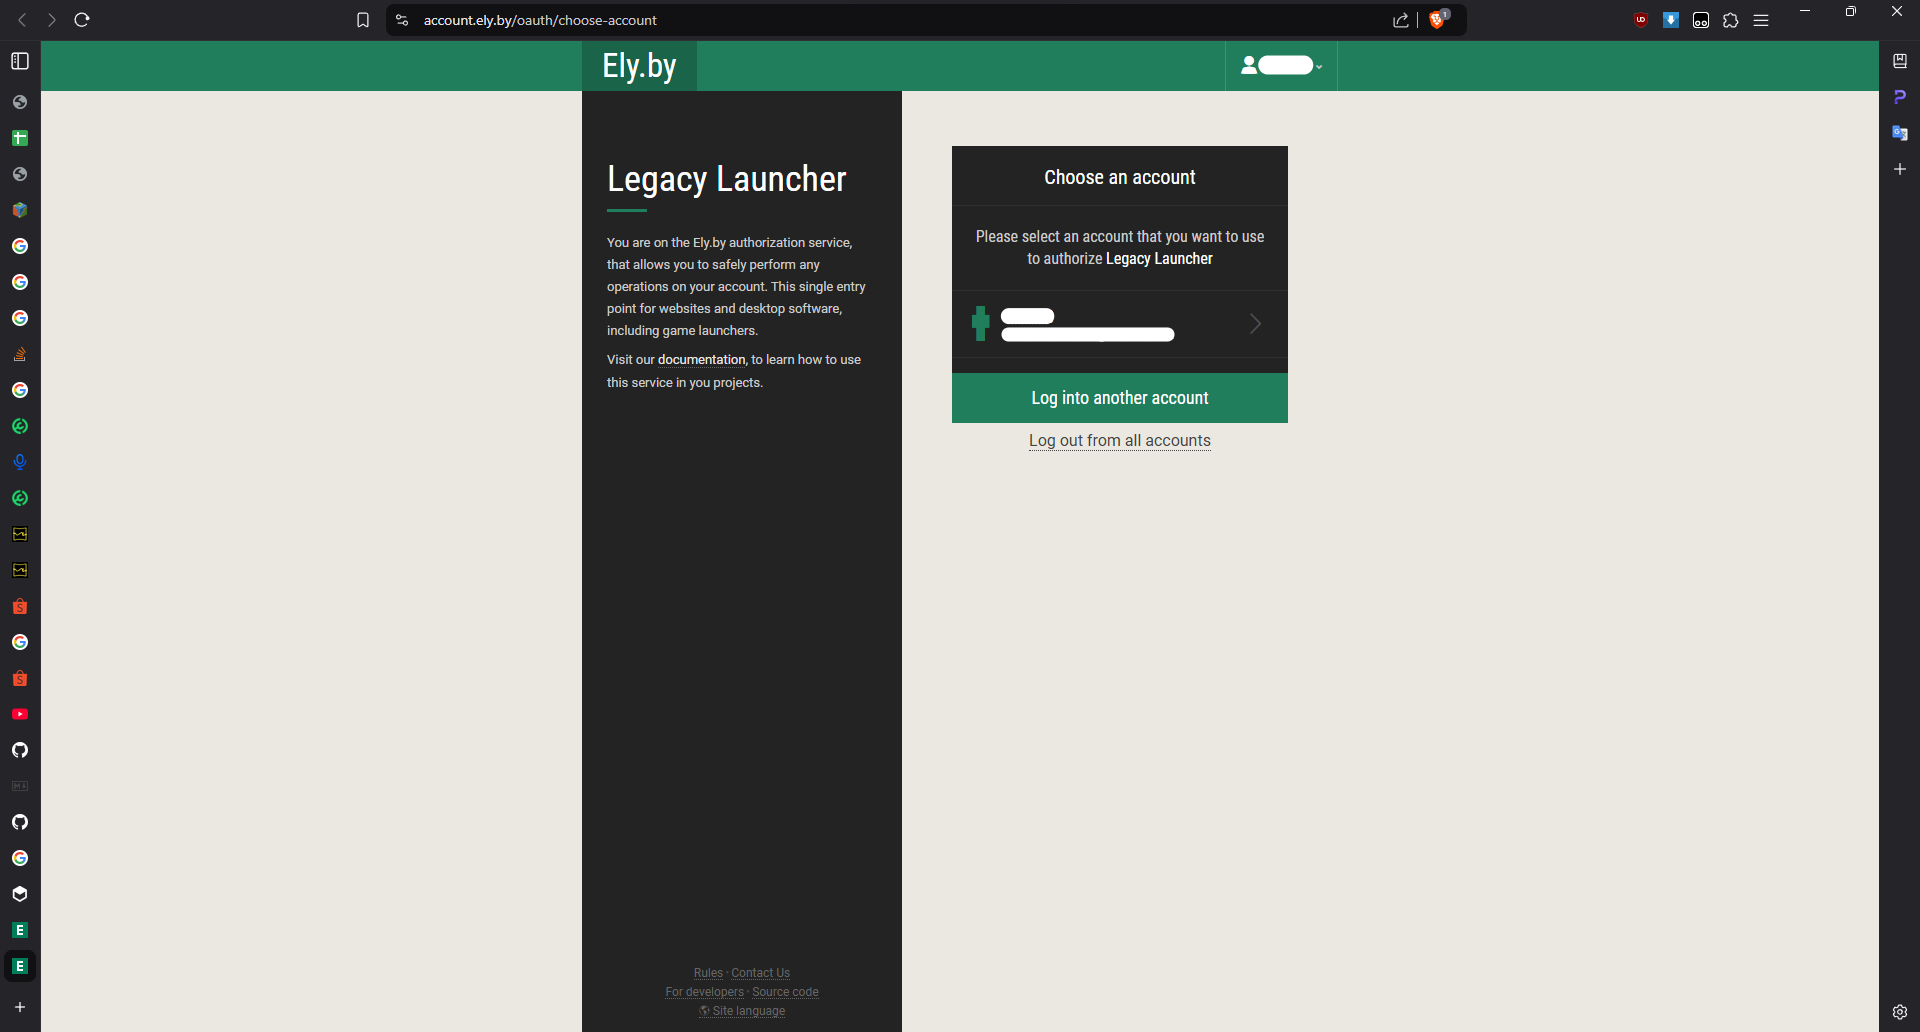 account.ely.by/oauth/choose-account
1
Ely.by
Legacy Launcher
You are on the Ely.by authorization service,
that allows you to safely perform any
operations on your account. This single entry
point for websites and desktop software,
including game launchers.
Visit our documentation, to learn how to use
this service in you projects.
Choose an account
Please select an account that you want to use
to authorize Legacy Launcher
Log into another account
Log out from all accounts
Rules · Contact Us
For developers · Source code
Site language